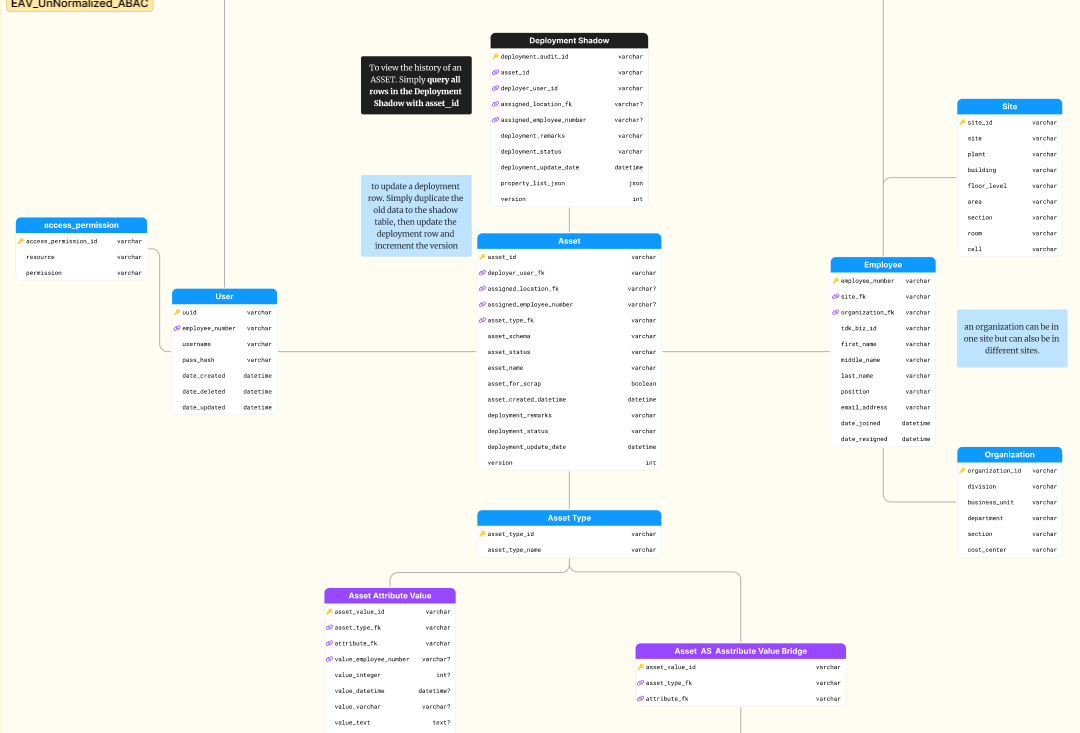 EAV_UnNormalized_ABAC
Deployment Shadow
deployment_audit_id varchar
asset_id varchar
deployer_user_id varchar
assigned_location_fk varchar?
assigned_employee_number varchar?
deployment_remarks varchar
deployment_status varchar
deployment_update_date datetime
property_list_json json
version int
To view the history of an
ASSET. Simply query all
rows in the Deployment
Shadow with asset_id
to update a deployment
row. Simply duplicate the
old data to the shadow
table, then update the
deployment row and
increment the version
Site
site_id varchar
site varchar
plant varchar
building varchar
floor_level varchar
area varchar
section varchar
room varchar
cell varchar
access_permission
access_permission_id varchar
resource varchar
permission varchar
Asset
asset_id varchar
deployer_user_fk varchar
assigned_location_fk varchar?
assigned_employee_number varchar?
asset_type_fk varchar
asset_schema varchar
asset_status varchar
asset_name varchar
asset_for_scrap boolean
asset_created_datetime datetime
deployment_remarks varchar
deployment_status varchar
deployment_update_date datetime
version int
User
uuid varchar
employee_number varchar
username varchar
pass_hash varchar
date_created datetime
date_deleted datetime
date_updated datetime
Employee
employee_number varchar
site_fk varchar
organization_fk varchar
tdk_biz_id varchar
first_name varchar
middle_name varchar
last_name varchar
position varchar
email_address varchar
date_joined datetime
date_resigned datetime
an organization can be in
one site but can also be in
different sites.
Organization
organization_id varchar
division varchar
business_unit varchar
department varchar
section varchar
cost_center varchar
Asset Type
asset_type_id varchar
asset_type_name varchar
Asset Attribute Value
asset_value_id varchar
asset_type_fk varchar
attribute_fk varchar
value_employee_number varchar?
value_integer int?
value_datetime datetime?
value_varchar varchar?
value_text text?
Asset AS Asstribute Value Bridge
asset_value_id varchar
asset_type_fk varchar
attribute_fk varchar